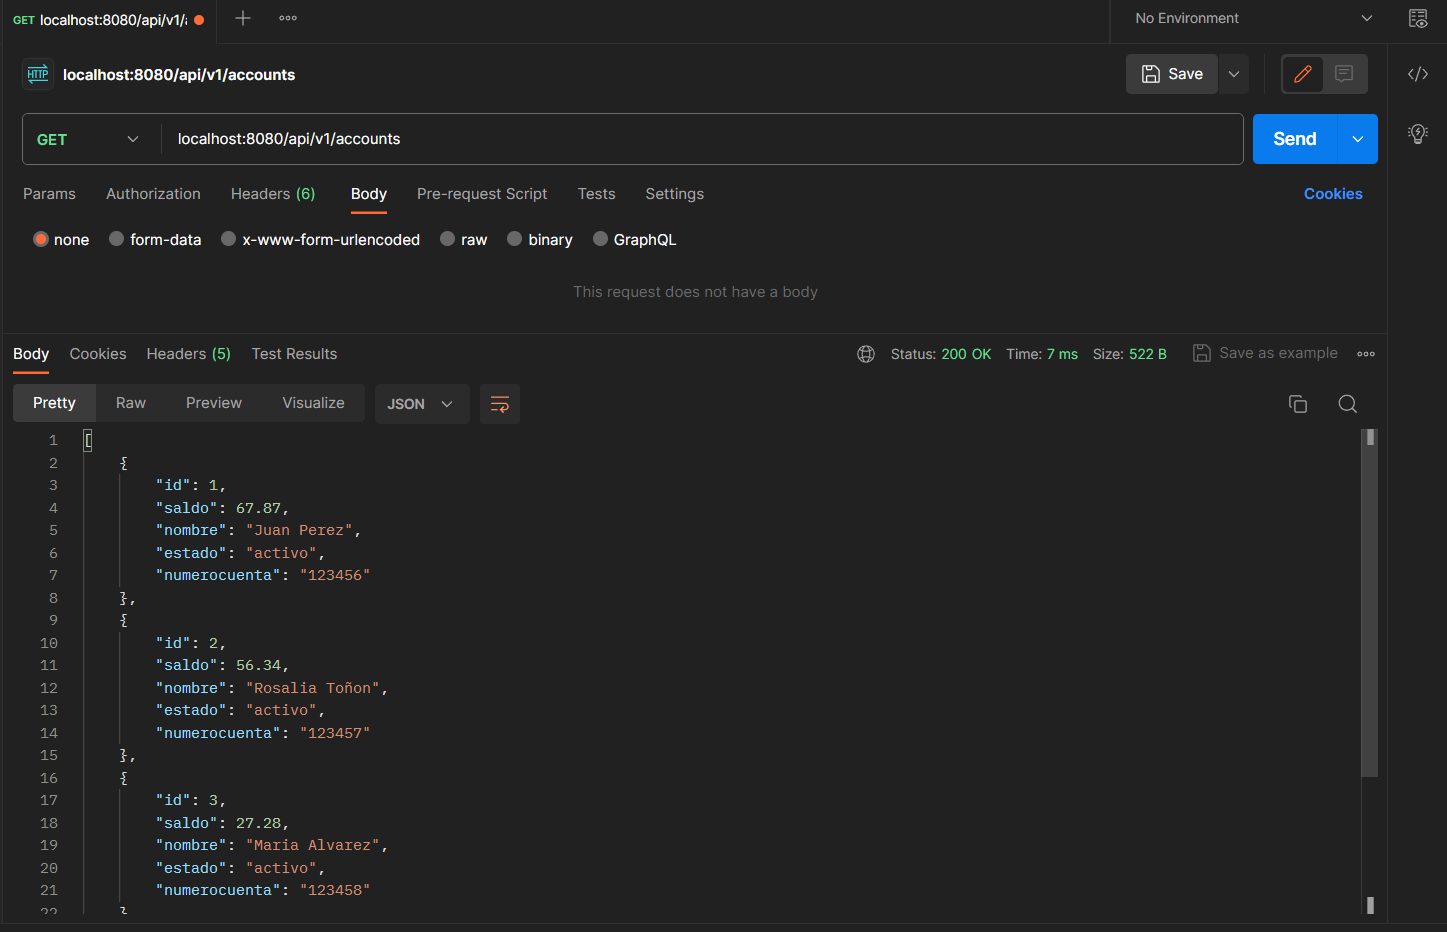 GET localhost:8080/api/v1/a
No Environment
HTTP localhost:8080/api/v1/accounts
Save
GET localhost:8080/api/v1/accounts
Send
Params Authorization Headers (6) Body Pre-request Script Tests Settings Cookies
none form-data x-www-form-urlencoded raw binary GraphQL
This request does not have a body
Body Cookies Headers (5) Test Results Status: 200 OK Time: 7 ms Size: 522 B Save as example
Pretty Raw Preview Visualize JSON
1 [
2 {
3 "id": 1,
4 "saldo": 67.87,
5 "nombre": "Juan Perez",
6 "estado": "activo",
7 "numerocuenta": "123456"
8 },
9 {
10 "id": 2,
11 "saldo": 56.34,
12 "nombre": "Rosalia Toñon",
13 "estado": "activo",
14 "numerocuenta": "123457"
15 },
16 {
17 "id": 3,
18 "saldo": 27.28,
19 "nombre": "Maria Alvarez",
20 "estado": "activo",
21 "numerocuenta": "123458"
22 }